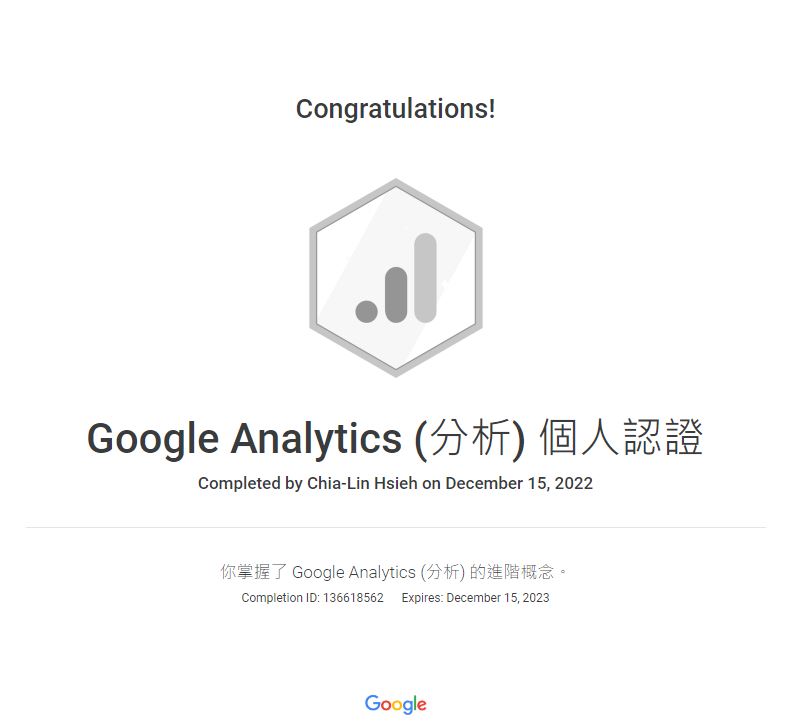 Congratulations!
Google Analytics (分析) 個人認證
Completed by Chia-Lin Hsieh on December 15, 2022
你掌握了 Google Analytics (分析) 的進階概念。
Completion ID: 136618562 Expires: December 15, 2023
Google